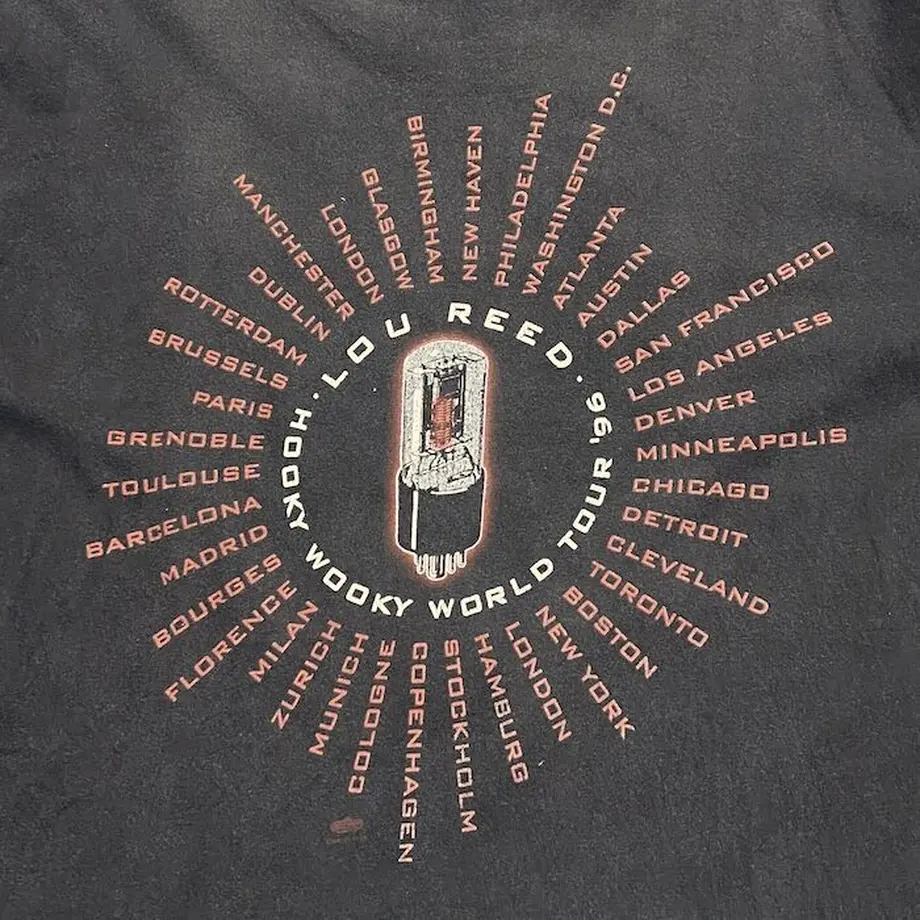 LOU REED · '96
HOOKY WOOKY WORLD TOUR
NEW HAVEN
PHILADELPHIA
WASHINGTON D.C.
ATLANTA
AUSTIN
DALLAS
SAN FRANCISCO
LOS ANGELES
DENVER
MINNEAPOLIS
CHICAGO
DETROIT
CLEVELAND
TORONTO
BOSTON
NEW YORK
LONDON
HAMBURG
STOCKHOLM
COPENHAGEN
COLOGNE
MUNICH
ZURICH
MILAN
FLORENCE
BOURGES
MADRID
BARCELONA
TOULOUSE
GRENOBLE
PARIS
BRUSSELS
ROTTERDAM
DUBLIN
MANCHESTER
LONDON
GLASGOW
BIRMINGHAM